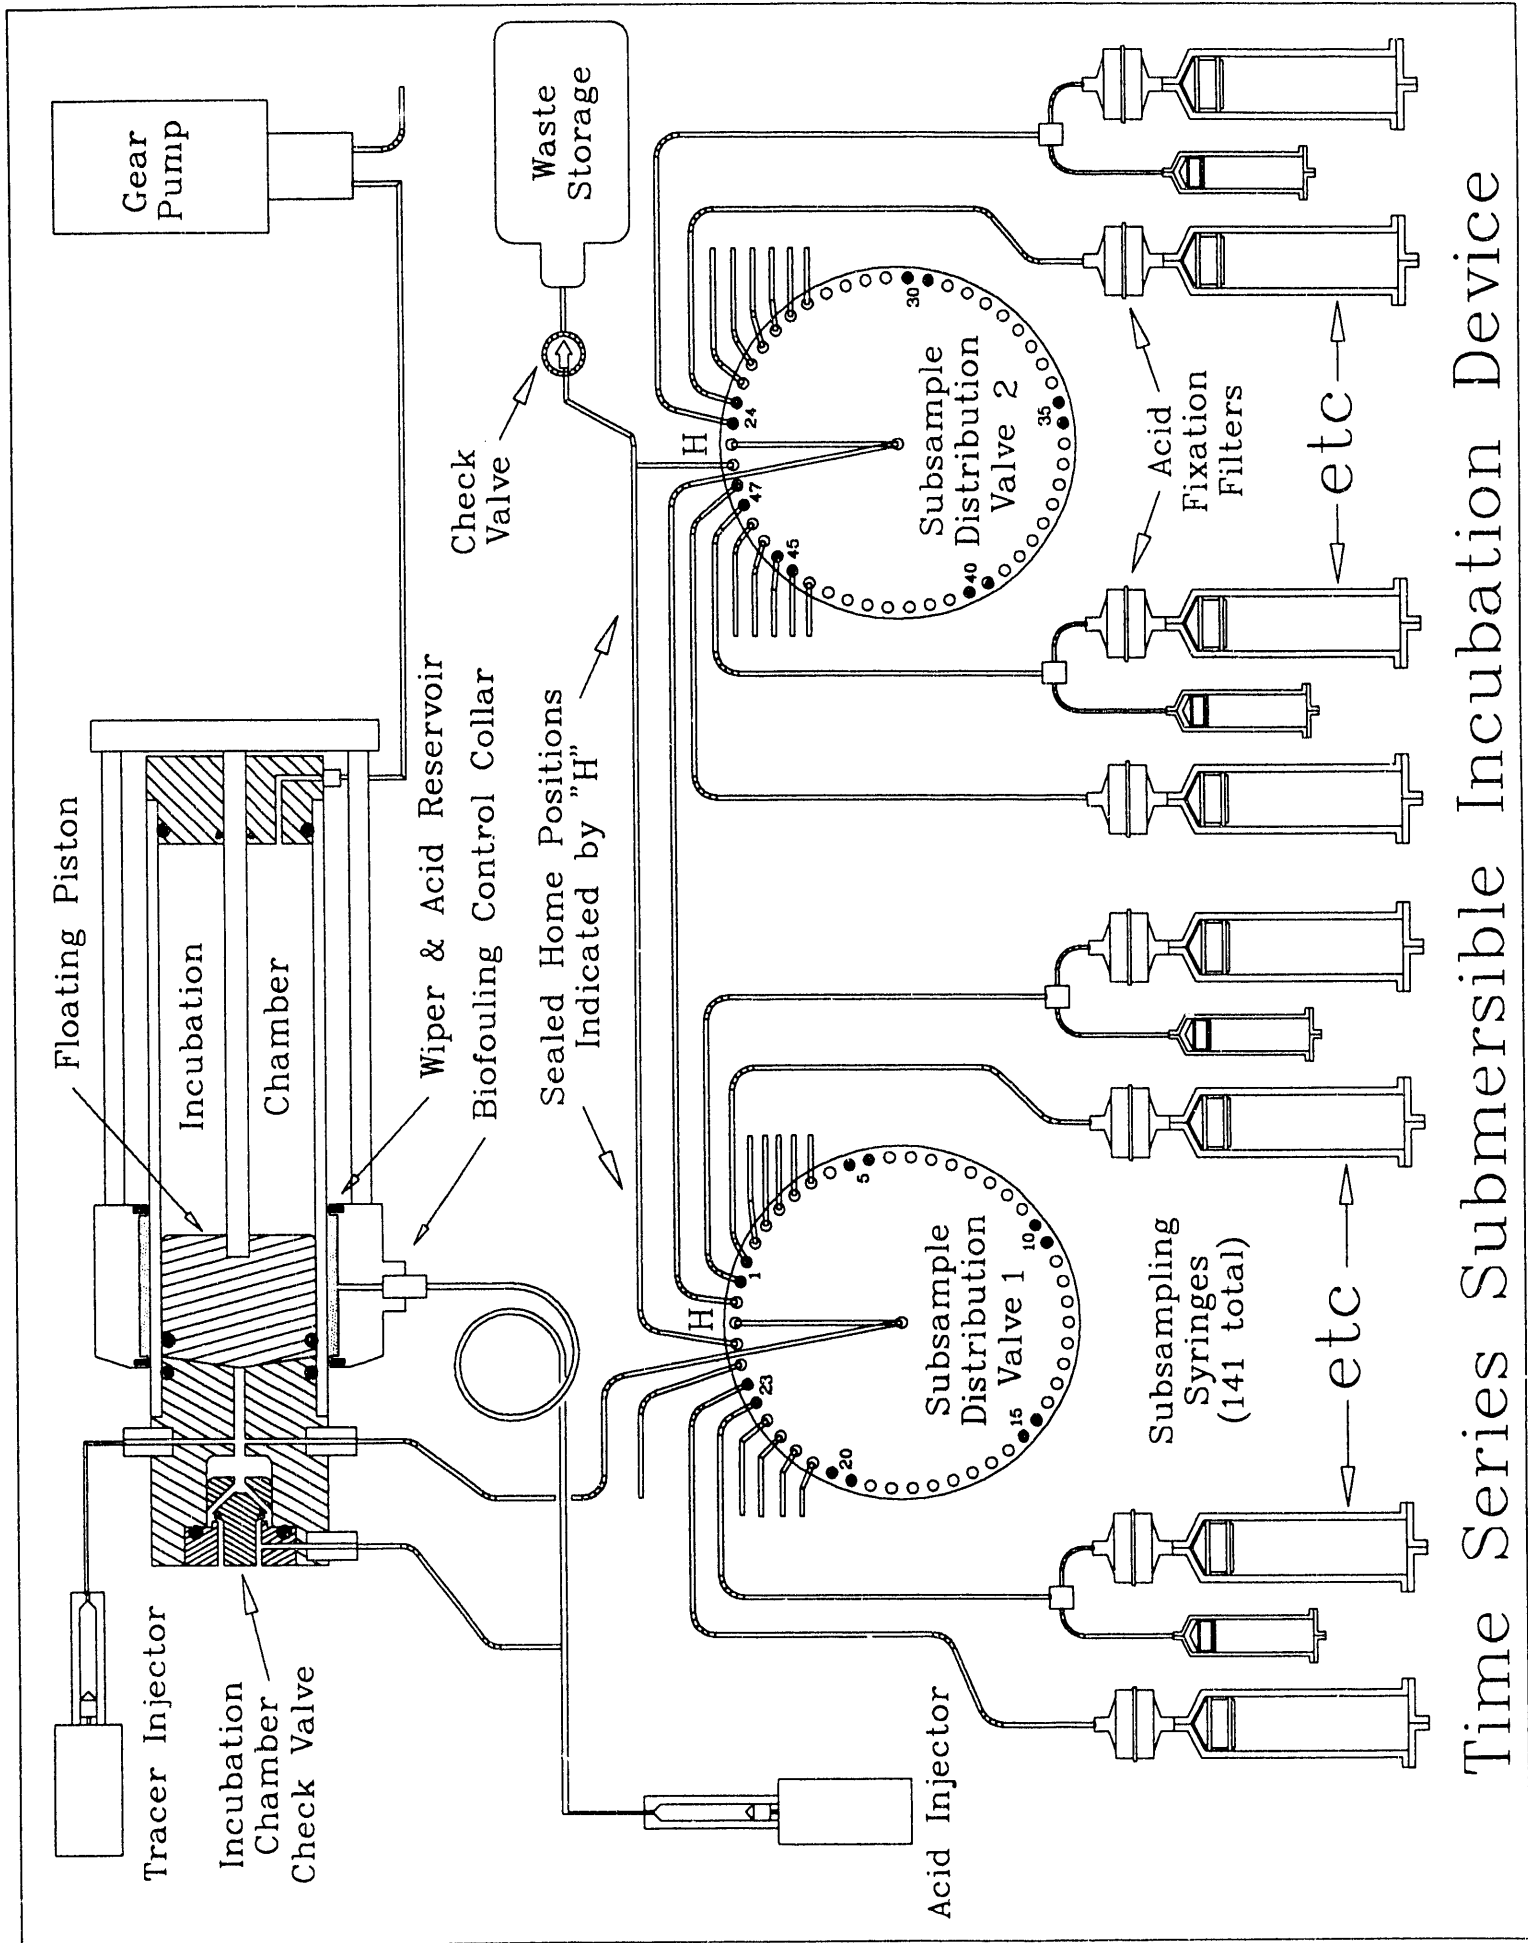 Gear
Pump
Waste
Storage
Check
Valve
Floating Piston
Incubation
Chamber
Wiper & Acid Reservoir
Biofouling Control Collar
Sealed Home Positions
Indicated by "H"
Tracer Injector
Incubation
Chamber
Check Valve
Acid Injector
H
1
5
10
15
20
23
Subsample
Distribution
Valve 1
H
24
30
35
40
45
47
Subsample
Distribution
Valve 2
Acid
Fixation
Filters
Subsampling
Syringes
(141 total)
etc
etc
Time Series Submersible Incubation Device